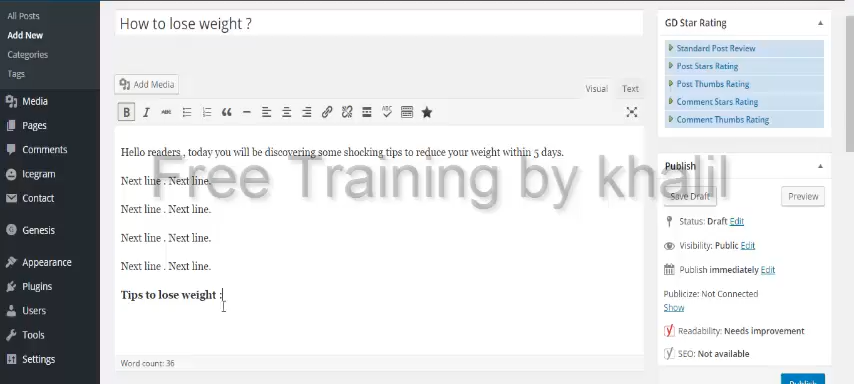 All Posts
Add New
Categories
Tags
Media
Pages
Comments
Icegram
Contact
Genesis
Appearance
Plugins
Users
Tools
Settings
How to lose weight ?
Add Media
Visual Text
B I ABC ABC
Hello readers , today you will be discovering some shocking tips to reduce your weight within 5 days.
Next line . Next line.
Next line . Next line.
Next line . Next line.
Next line . Next line.
Tips to lose weight :
Word count: 36
Free Training by khalil
GD Star Rating
Standard Post Review
Post Stars Rating
Post Thumbs Rating
Comment Stars Rating
Comment Thumbs Rating
Publish
Save Draft Preview
Status: Draft Edit
Visibility: Public Edit
Publish immediately Edit
Publicize: Not Connected
Show
Readability: Needs improvement
SEO: Not available
Publish